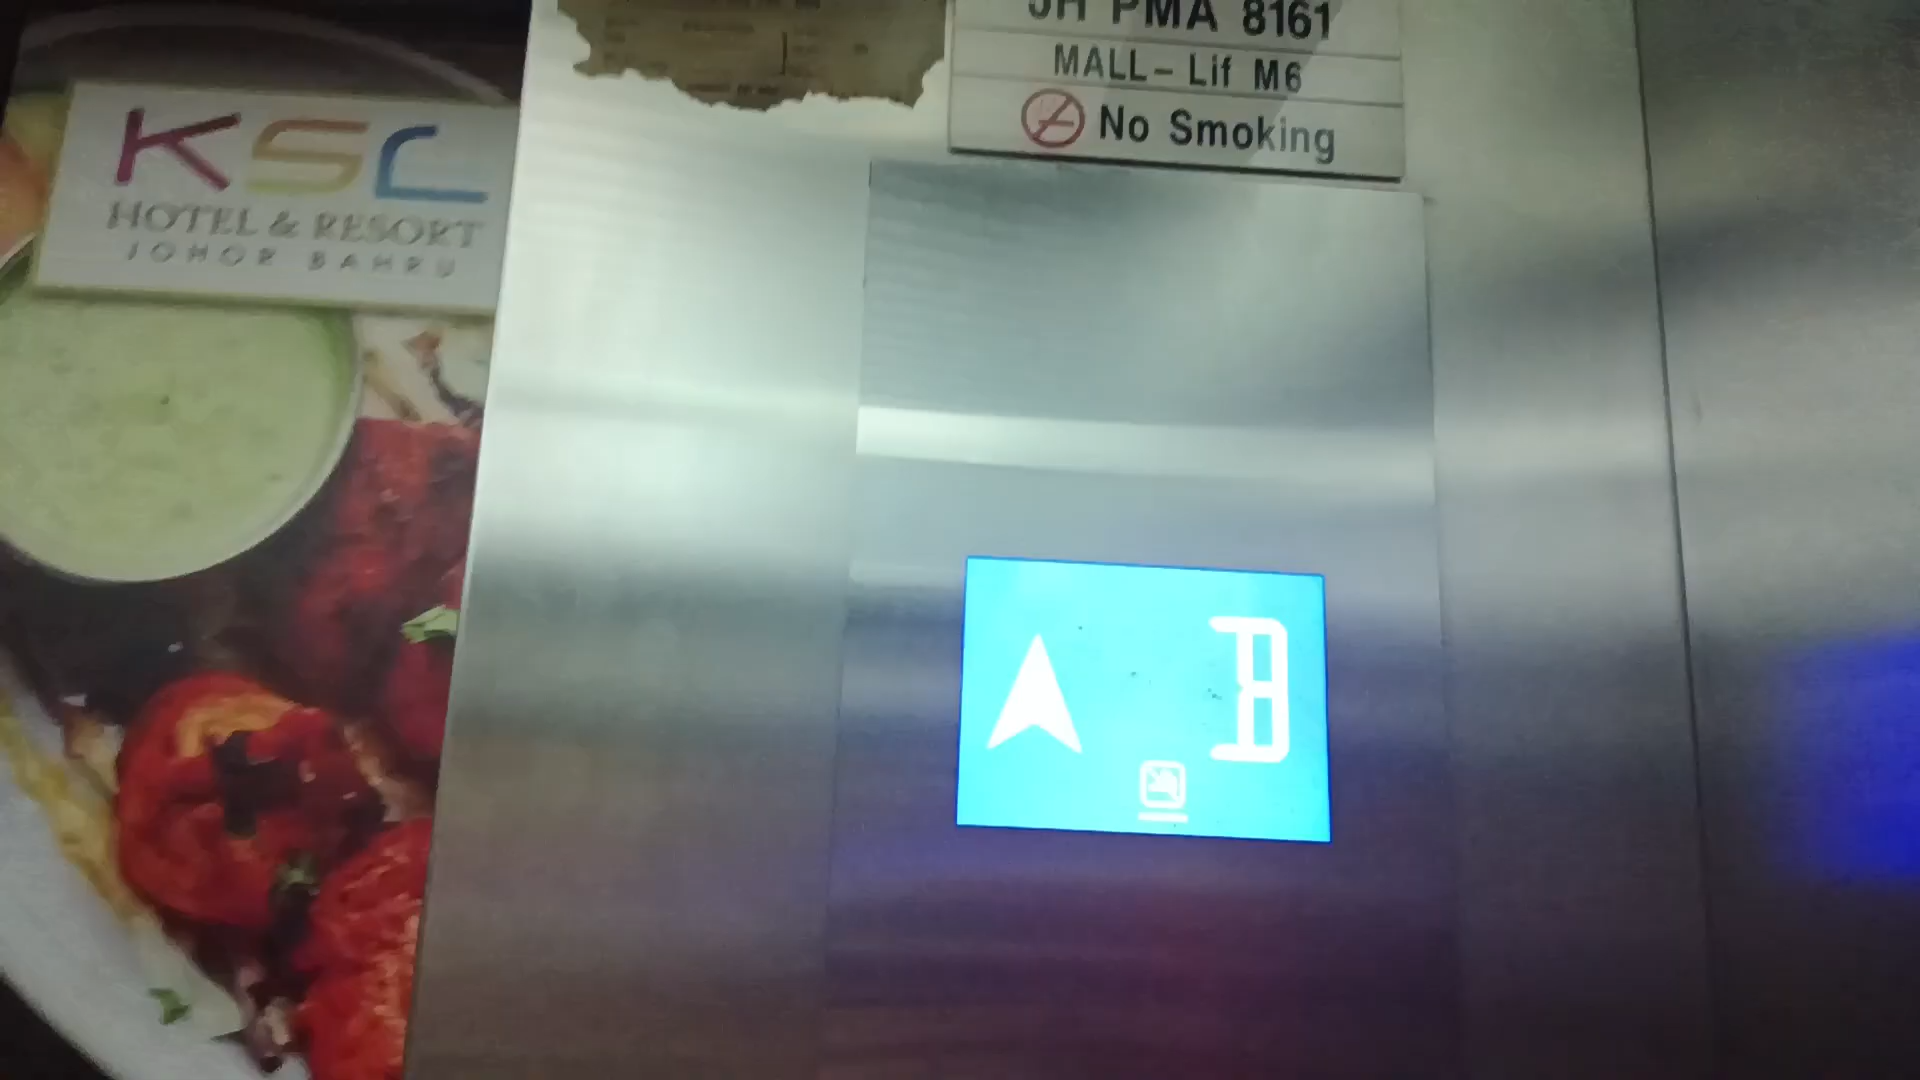 KSC
HOTEL & RESORT
JOHOR BAHRU
JH PMA 8161
MALL- Lif M6
No Smoking
B